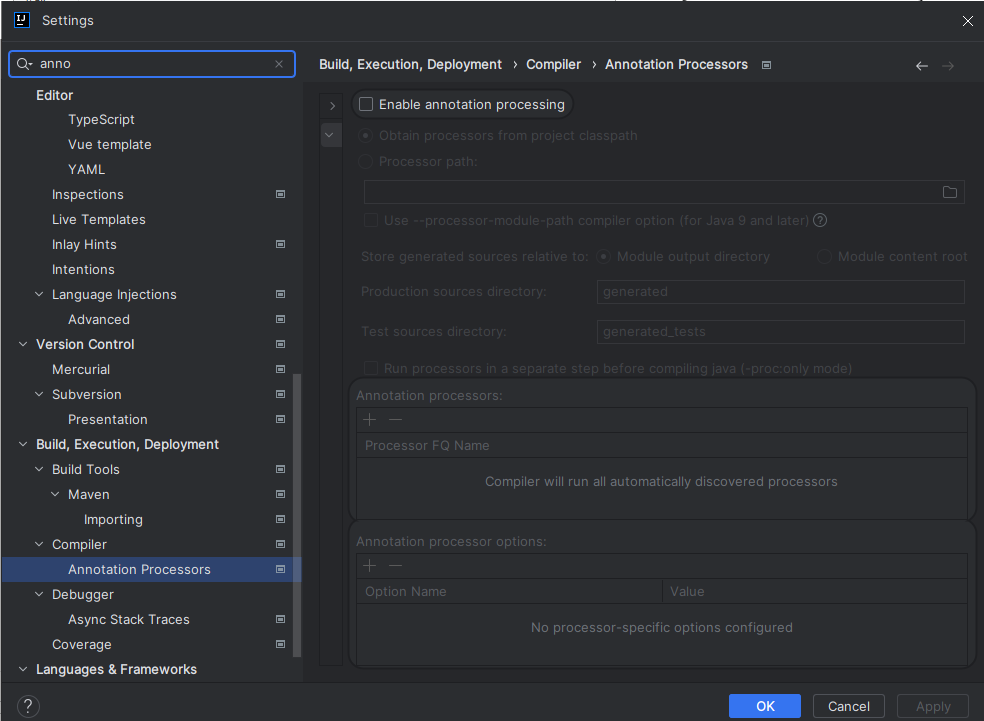 Settings
anno
Editor
TypeScript
Vue template
YAML
Inspections
Live Templates
Inlay Hints
Intentions
Language Injections
Advanced
Version Control
Mercurial
Subversion
Presentation
Build, Execution, Deployment
Build Tools
Maven
Importing
Compiler
Annotation Processors
Debugger
Async Stack Traces
Coverage
Languages & Frameworks
Build, Execution, Deployment › Compiler › Annotation Processors
Enable annotation processing
Obtain processors from project classpath
Processor path:
Use --processor-module-path compiler option (for Java 9 and later) ?
Store generated sources relative to: Module output directory Module content root
Production sources directory: generated
Test sources directory: generated_tests
Run processors in a separate step before compiling java (-proc:only mode)
Annotation processors:
Processor FQ Name
Compiler will run all automatically discovered processors
Annotation processor options:
Option Name Value
No processor-specific options configured
? OK Cancel Apply